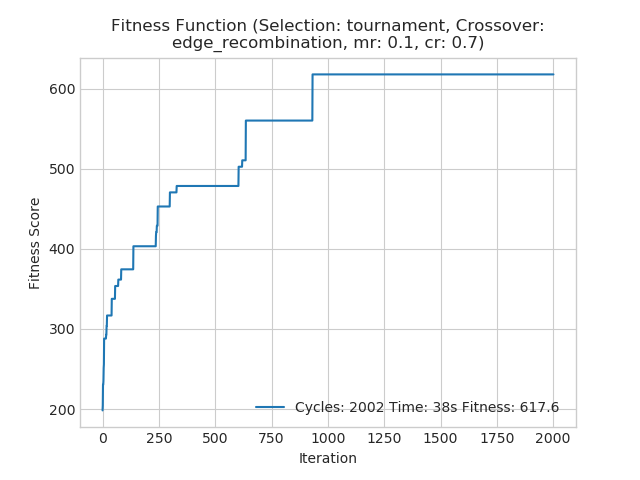 Fitness Function (Selection: tournament, Crossover:
edge_recombination, mr: 0.1, cr: 0.7)
Fitness Score
600
500
400
300
200
Cycles: 2002 Time: 38s Fitness: 617.6
0 250 500 750 1000 1250 1500 1750 2000
Iteration